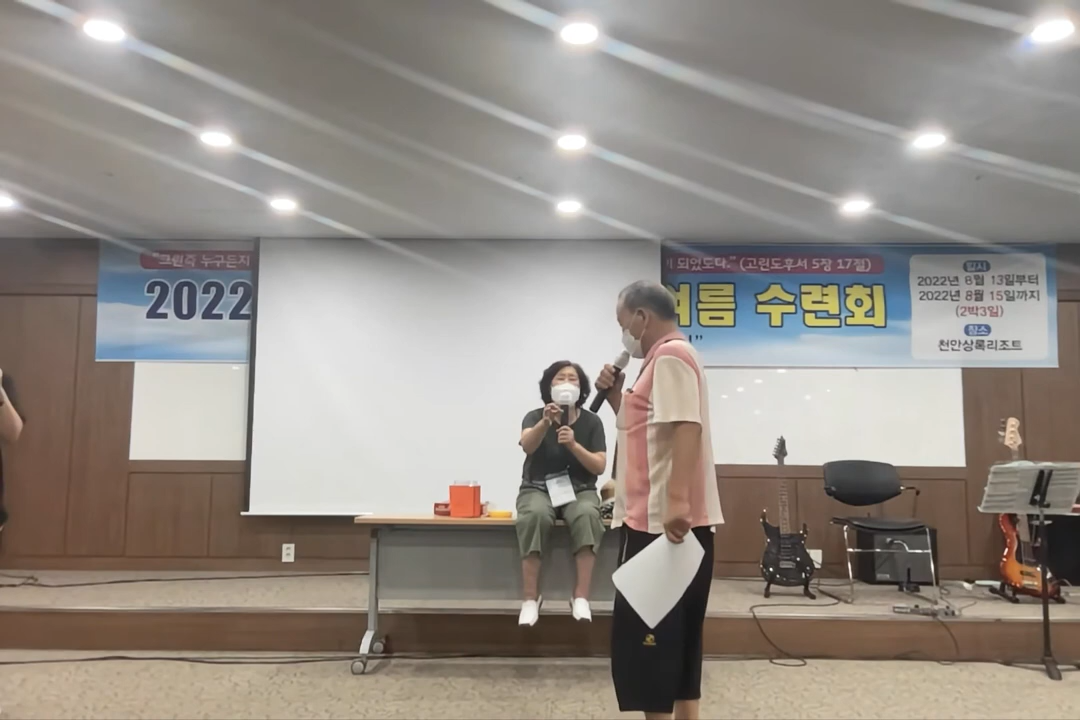 "그런즉 누구든지
되었도다." (고린도후서 5장 17절)
2022
여름 수련회
일시
2022년 8월 13일부터
2022년 8월 15일까지
(2박3일)
장소
천안상록리조트